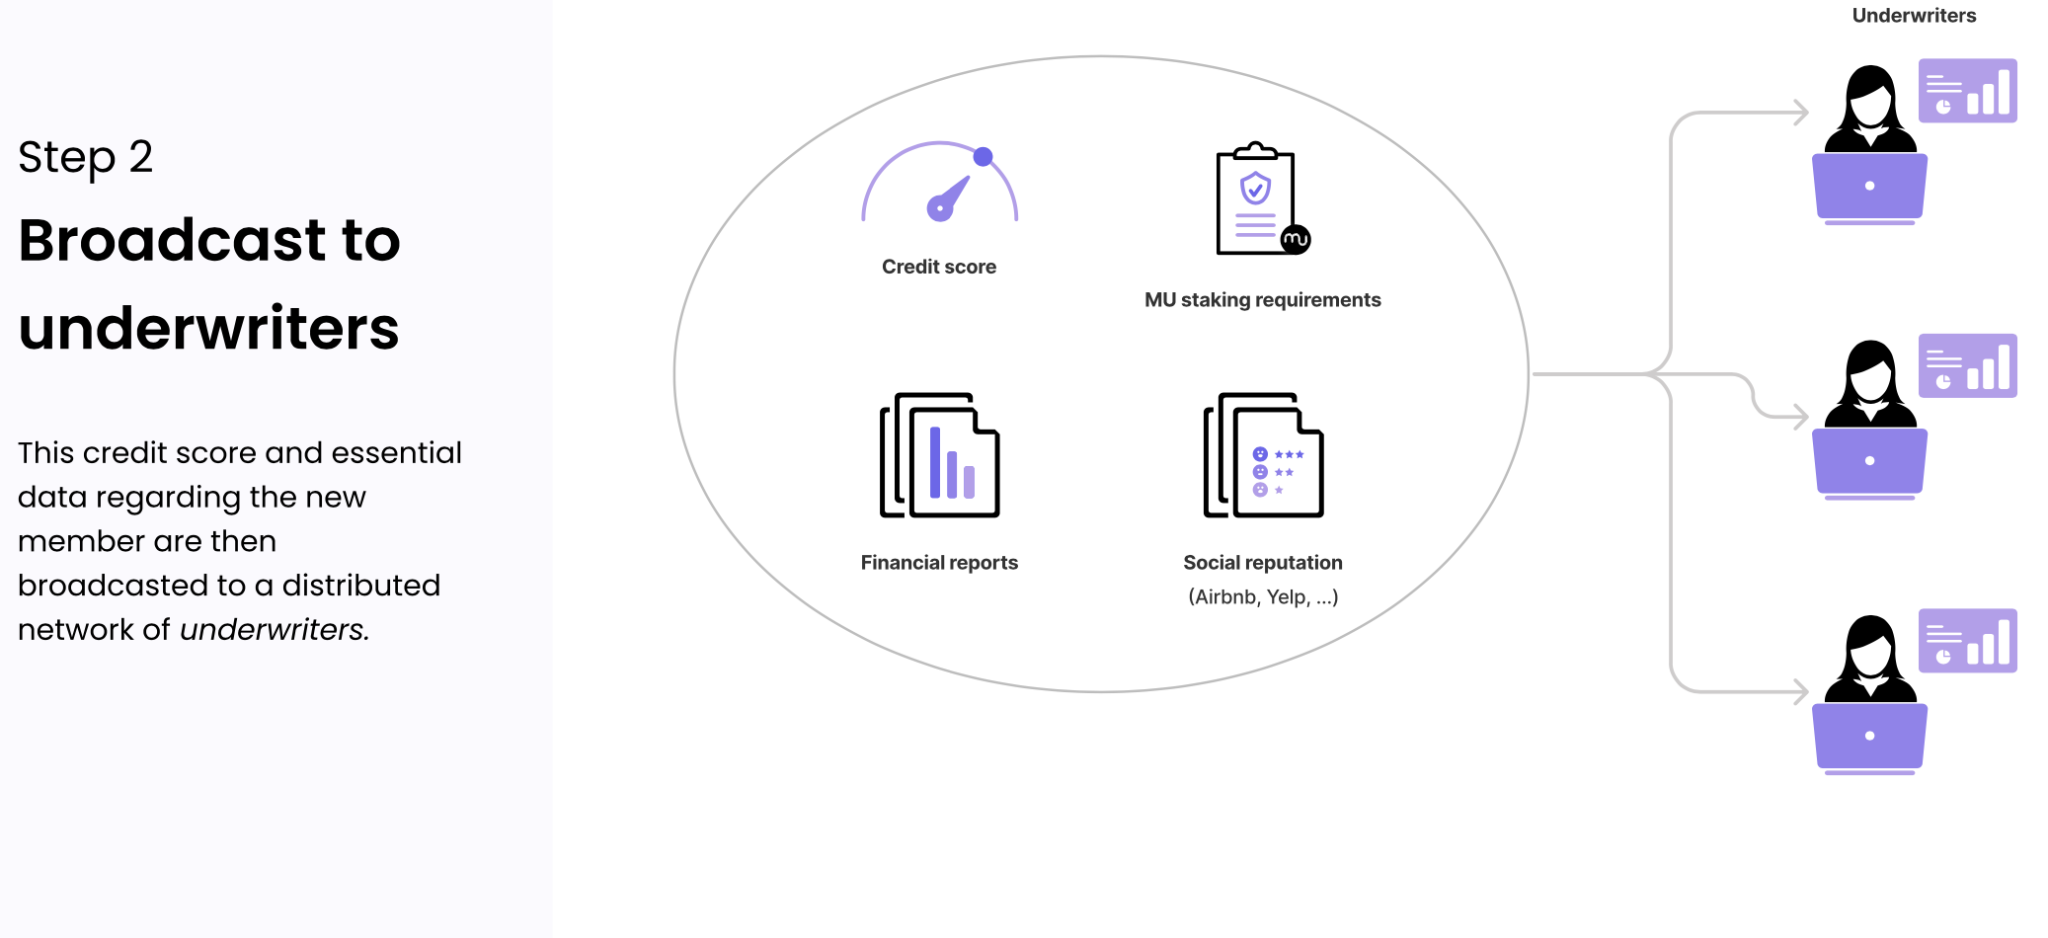 Step 2
Broadcast to
underwriters
This credit score and essential
data regarding the new
member are then
broadcasted to a distributed
network of underwriters.
Credit score
MU staking requirements
mu
Financial reports
Social reputation
(Airbnb, Yelp, ...)
Underwriters